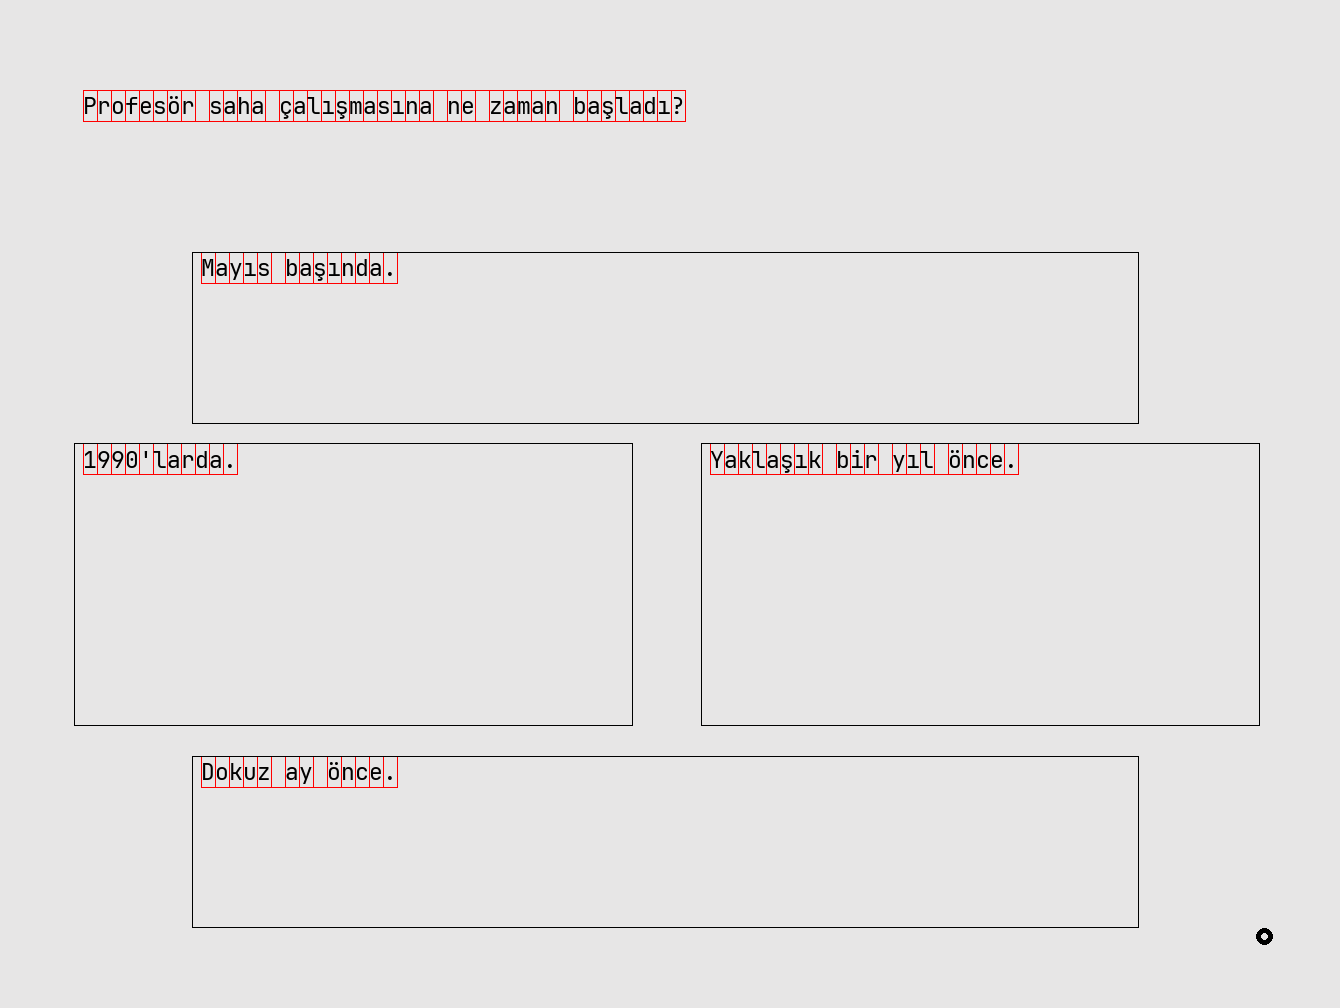 Profesör saha çalışmasına ne zaman başladı?
Mayıs başında.
1990'larda.
Yaklaşık bir yıl önce.
Dokuz ay önce.